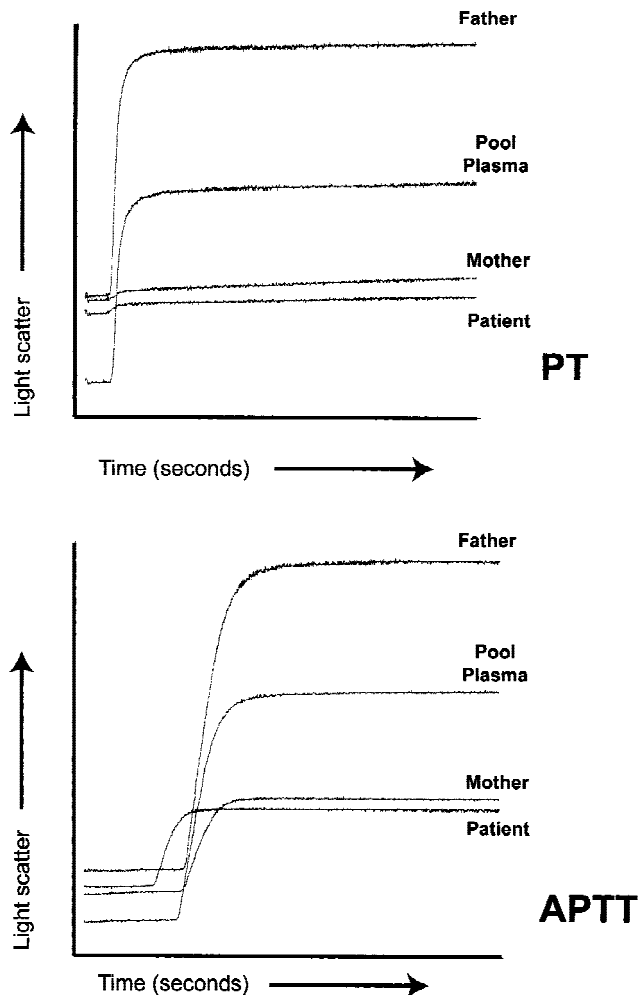 Father
Pool
Plasma
Mother
Patient
PT
Light scatter
Time (seconds)
Father
Pool
Plasma
Mother
Patient
APTT
Light scatter
Time (seconds)